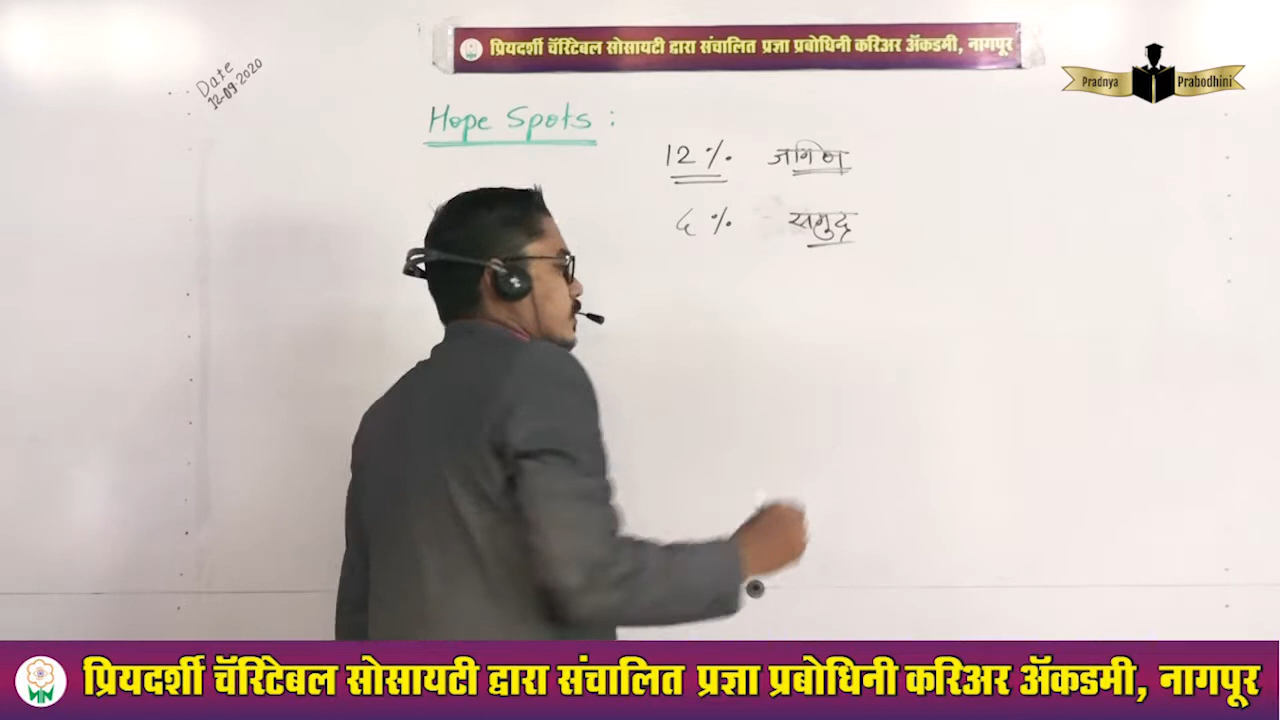 प्रियदर्शी चॅरिटेबल सोसायटी द्वारा संचालित प्रज्ञा प्रबोधिनी करिअर ॲकडमी, नागपूर
Pradnya Prabodhini
Date
12-09-2020
Hope Spots :
12% जमिन
६% समुद्र
प्रियदर्शी चॅरिटेबल सोसायटी द्वारा संचालित प्रज्ञा प्रबोधिनी करिअर ॲकडमी, नागपूर